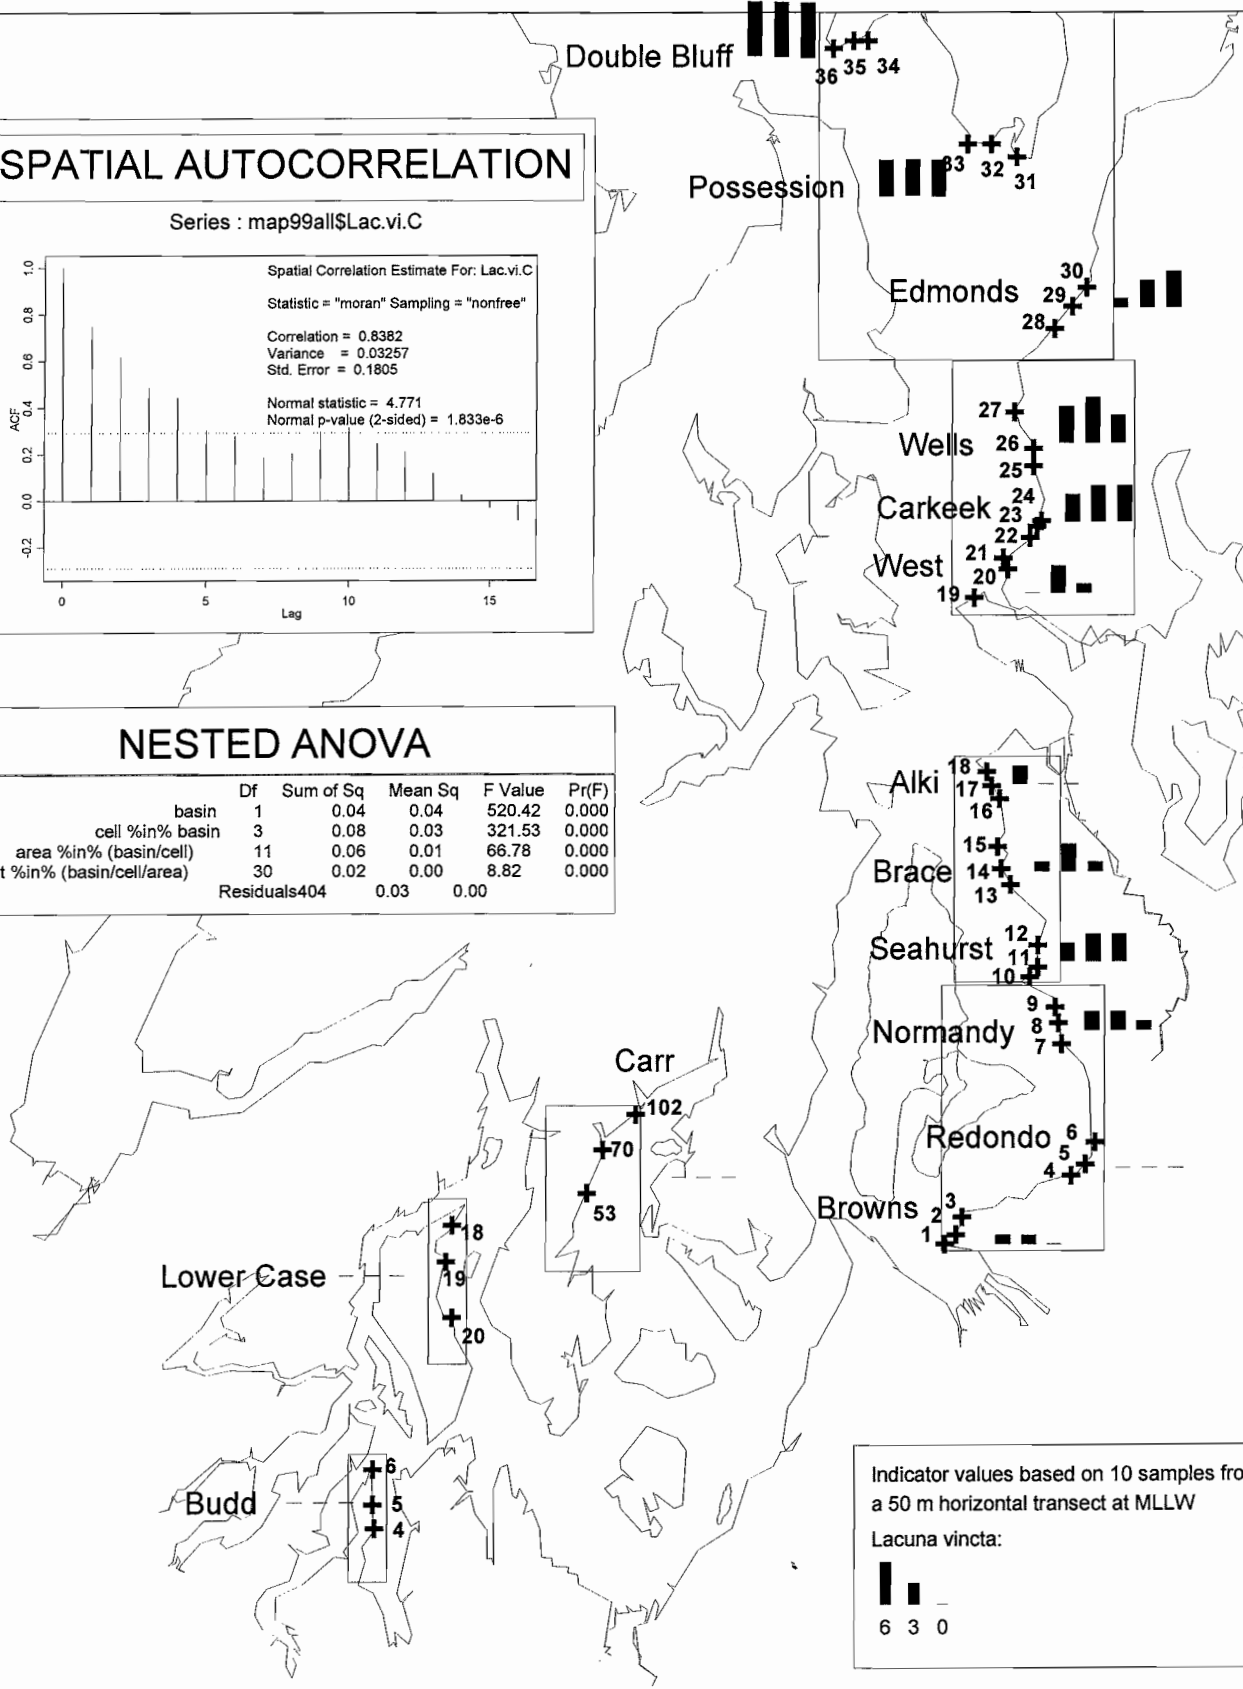 Double Bluff
36 35 34
33 32 31
Possession
SPATIAL AUTOCORRELATION
Series : map99all$Lac.vi.C
Spatial Correlation Estimate For: Lac.vi.C
Statistic = "moran" Sampling = "nonfree"
Correlation = 0.8382
Variance = 0.03257
Std. Error = 0.1805
Normal statistic = 4.771
Normal p-value (2-sided) = 1.833e-6
ACF
1.0
0.8
0.6
0.4
0.2
0.0
-0.2
0 5 10 15
Lag
Edmonds
30
29
28
27
Wells
26
25
24
Carkeek
23
22
21
West
20
19
NESTED ANOVA
Df Sum of Sq Mean Sq F Value Pr(F)
basin 1 0.04 0.04 520.42 0.000
cell %in% basin 3 0.08 0.03 321.53 0.000
area %in% (basin/cell) 11 0.06 0.01 66.78 0.000
t %in% (basin/cell/area) 30 0.02 0.00 8.82 0.000
Residuals404 0.03 0.00
18
Alki
17
16
15
Brace
14
13
12
Seahurst
11
10
9
Normandy
8
7
Carr
102
70
53
Redondo
6
5
4
Browns
3
2
1
18
Lower Case
19
20
6
Budd
5
4
Indicator values based on 10 samples fro
a 50 m horizontal transect at MLLW
Lacuna vincta:
6 3 0